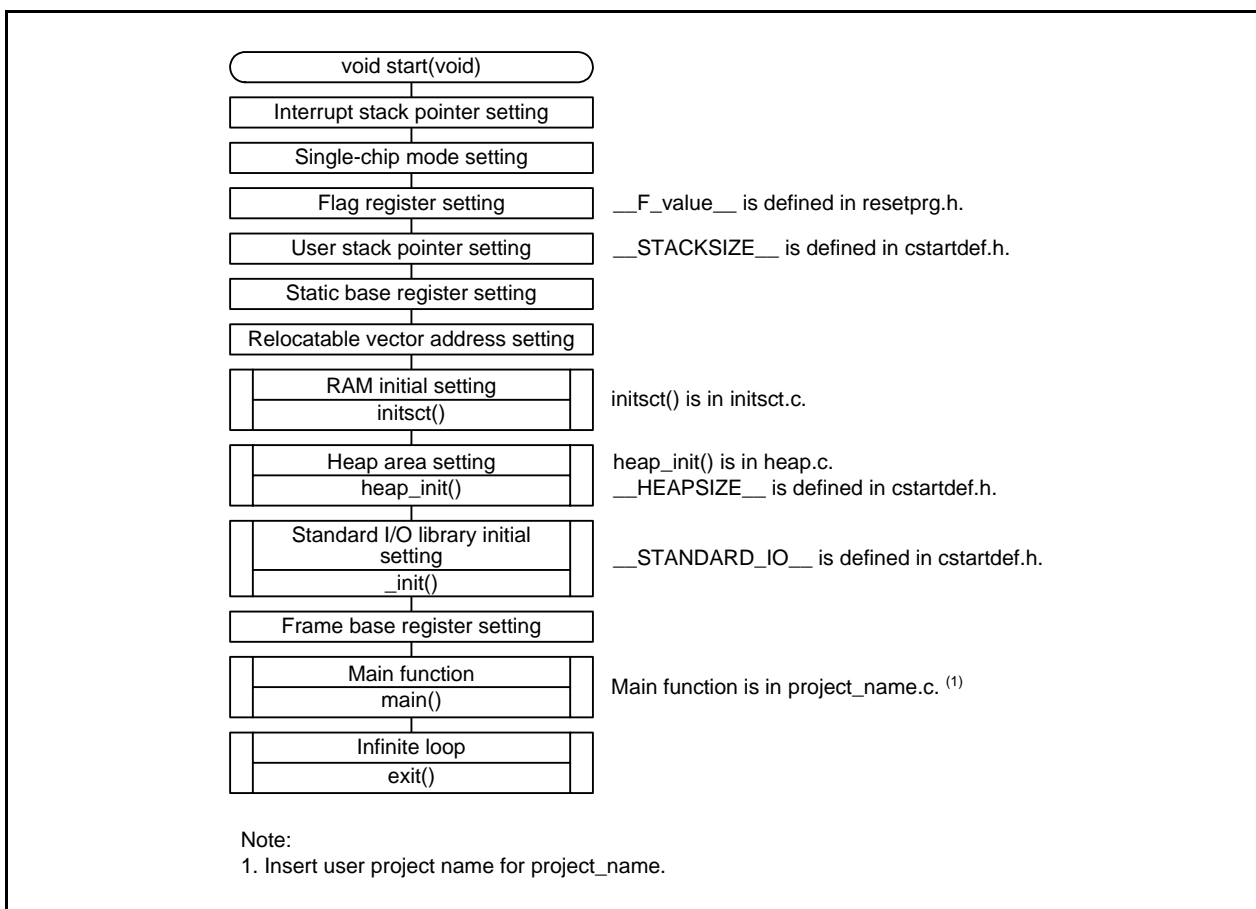 void start(void)
Interrupt stack pointer setting
Single-chip mode setting
Flag register setting
__F_value__ is defined in resetprg.h.
User stack pointer setting
__STACKSIZE__ is defined in cstartdef.h.
Static base register setting
Relocatable vector address setting
RAM initial setting
initsct()
initsct() is in initsct.c.
Heap area setting
heap_init()
heap_init() is in heap.c.
__HEAPSIZE__ is defined in cstartdef.h.
Standard I/O library initial
setting
_init()
__STANDARD_IO__ is defined in cstartdef.h.
Frame base register setting
Main function
main()
Main function is in project_name.c. (1)
Infinite loop
exit()
Note:
1. Insert user project name for project_name.